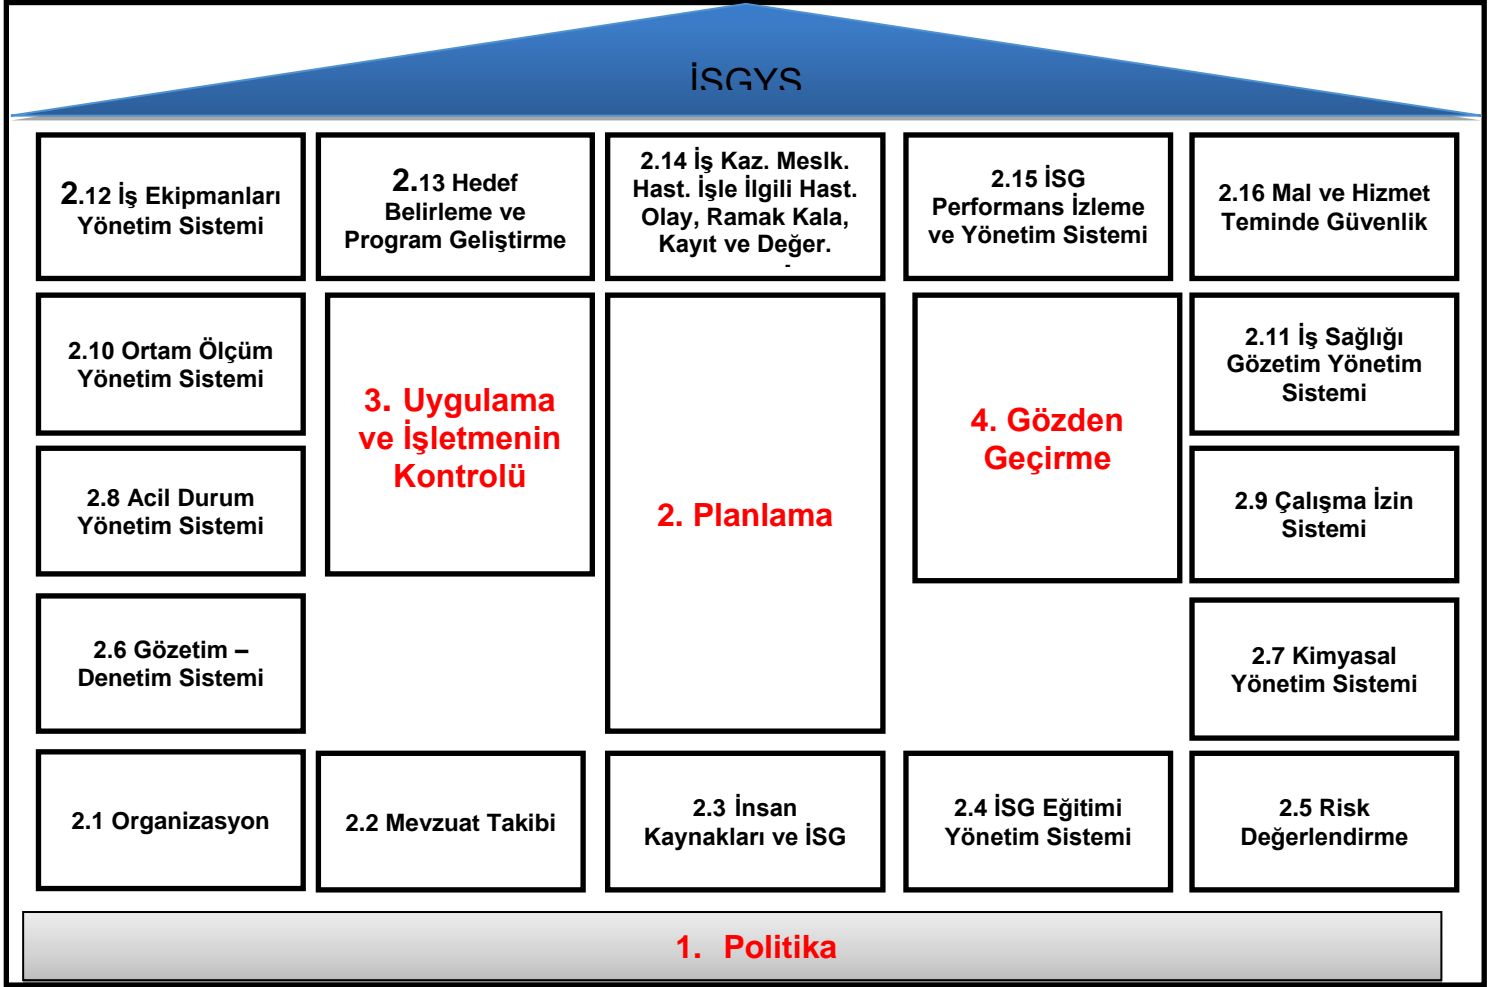 İSGYS
2.12 İş Ekipmanları
Yönetim Sistemi
2.13 Hedef
Belirleme ve
Program Geliştirme
2.14 İş Kaz. Meslk.
Hast. İşle İlgili Hast.
Olay, Ramak Kala,
Kayıt ve Değer.
2.15 İSG
Performans İzleme
ve Yönetim Sistemi
2.16 Mal ve Hizmet
Teminde Güvenlik
2.10 Ortam Ölçüm
Yönetim Sistemi
3. Uygulama
ve İşletmenin
Kontrolü
2. Planlama
4. Gözden
Geçirme
2.11 İş Sağlığı
Gözetim Yönetim
Sistemi
2.8 Acil Durum
Yönetim Sistemi
2.9 Çalışma İzin
Sistemi
2.6 Gözetim –
Denetim Sistemi
2.7 Kimyasal
Yönetim Sistemi
2.1 Organizasyon
2.2 Mevzuat Takibi
2.3 İnsan
Kaynakları ve İSG
2.4 İSG Eğitimi
Yönetim Sistemi
2.5 Risk
Değerlendirme
1. Politika